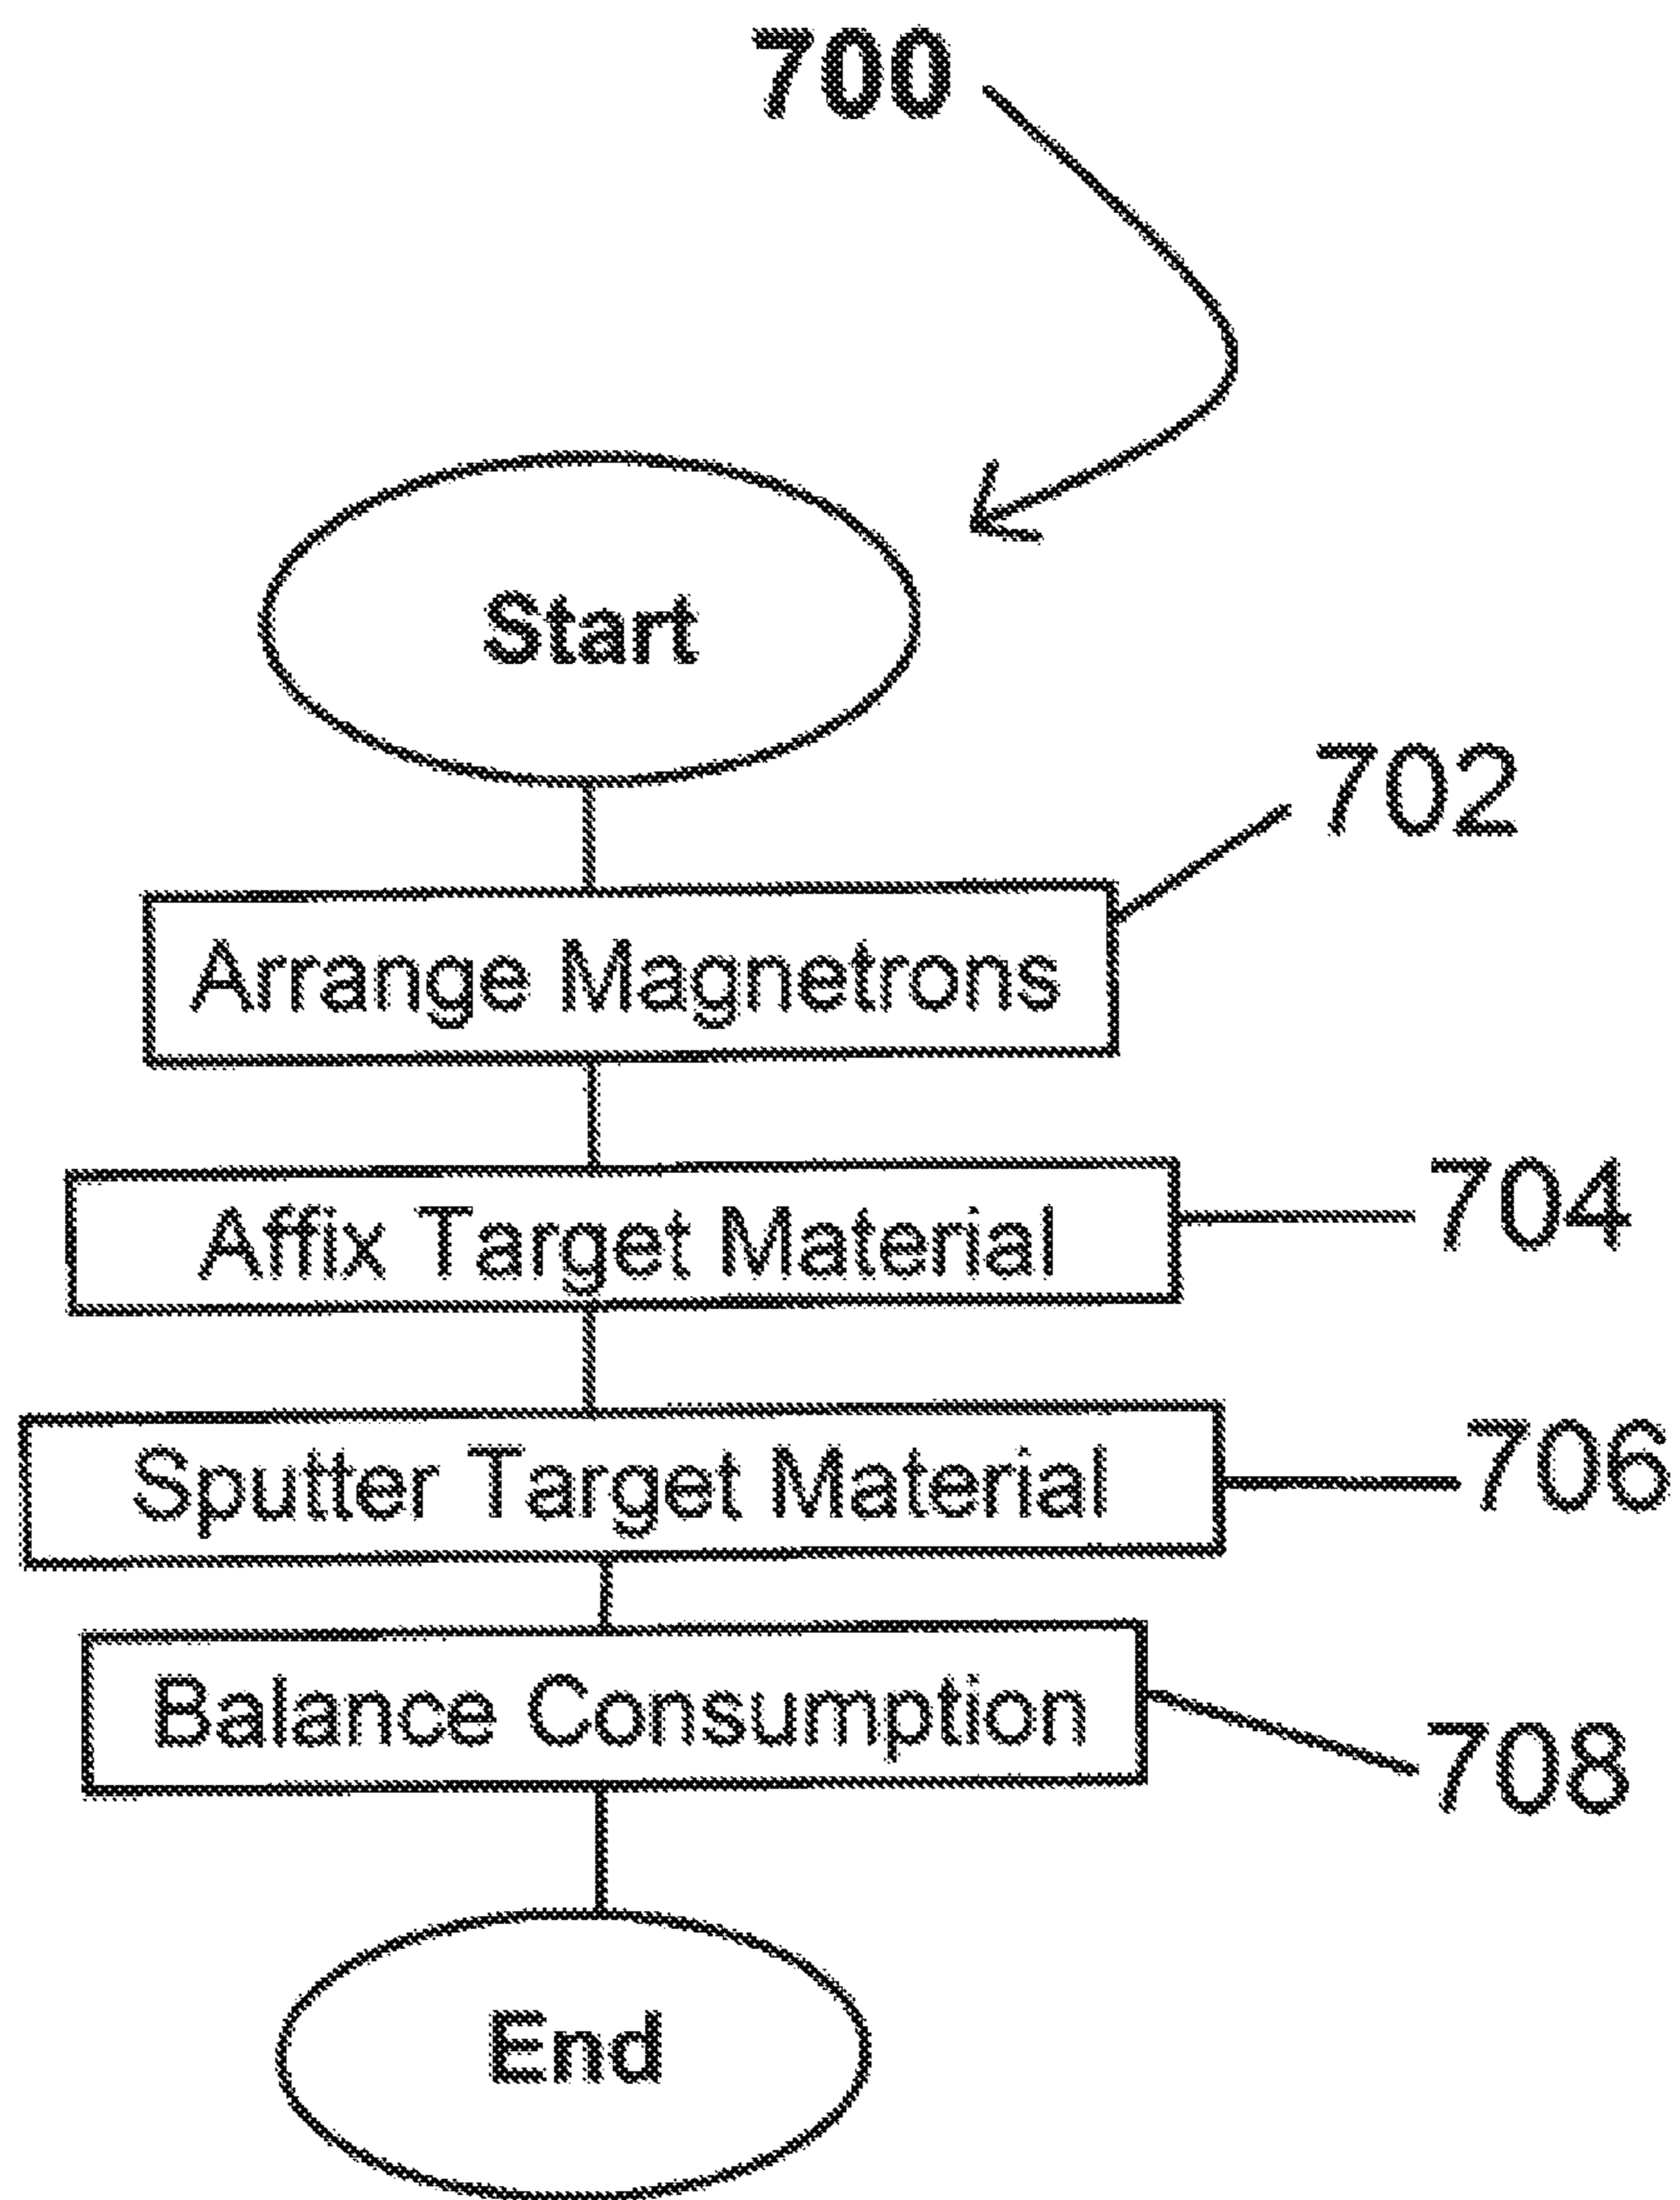 700
Start
702
Arrange Magnetrons
Affix Target Material
704
Sputter Target Material
706
Balance Consumption
708
End